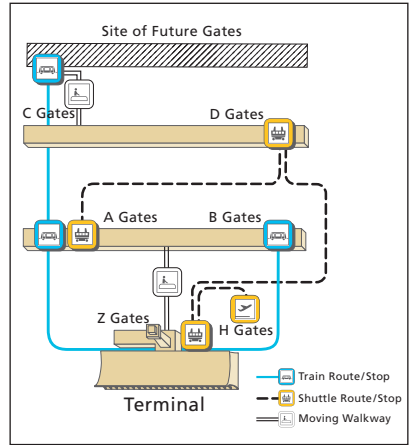 Site of Future Gates
C Gates
D Gates
A Gates
B Gates
Z Gates
H Gates
Terminal
Train Route/Stop
Shuttle Route/Stop
Moving Walkway